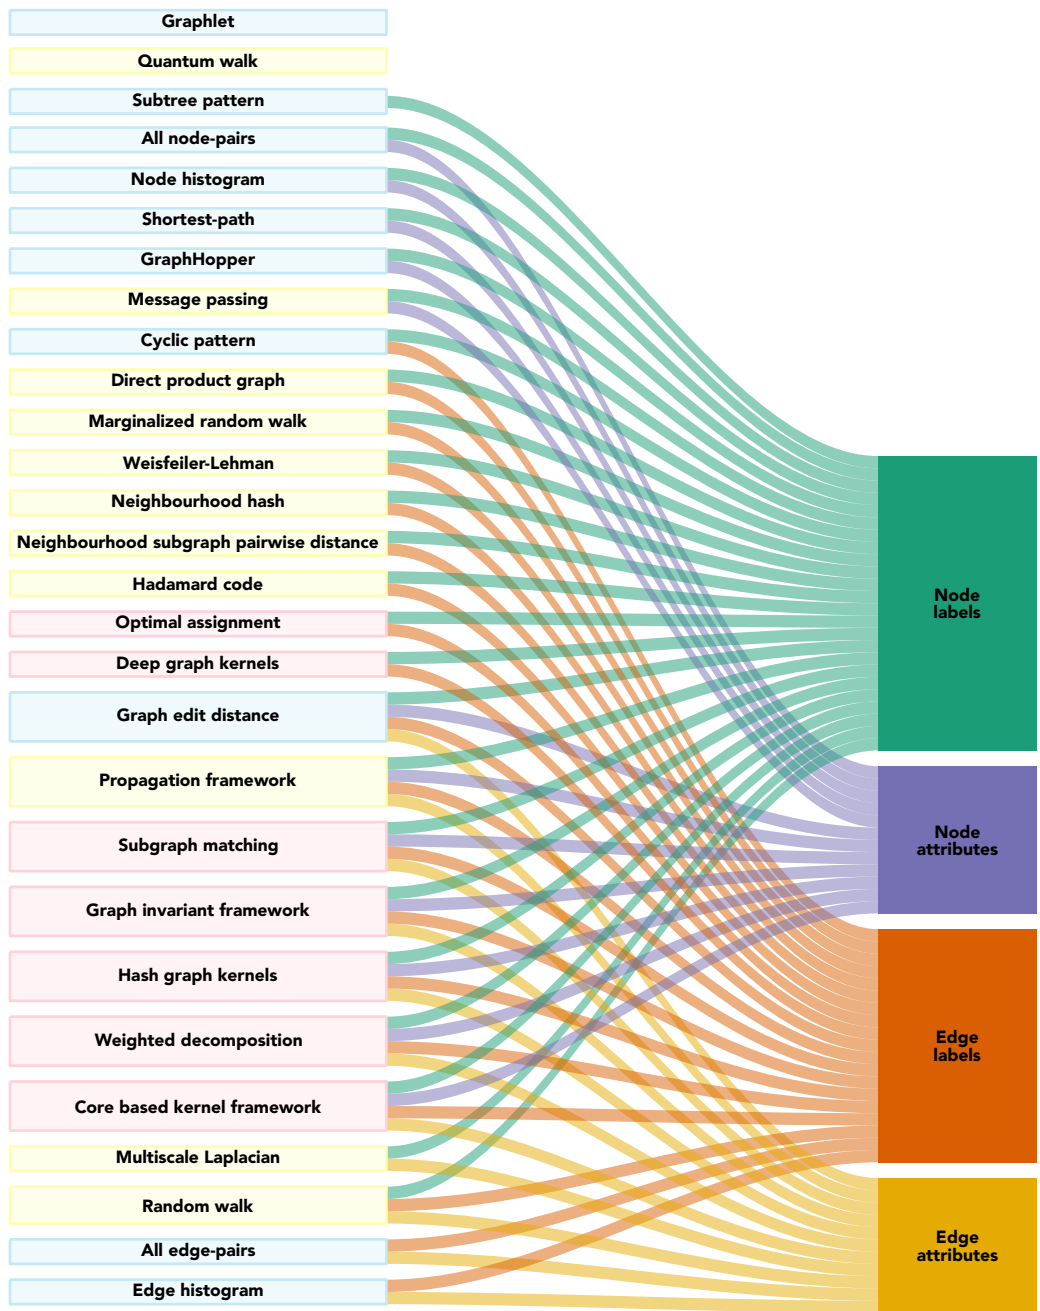 Graphlet
Quantum walk
Subtree pattern
All node-pairs
Node histogram
Shortest-path
GraphHopper
Message passing
Cyclic pattern
Direct product graph
Marginalized random walk
Weisfeiler-Lehman
Neighbourhood hash
Neighbourhood subgraph pairwise distance
Hadamard code
Optimal assignment
Deep graph kernels
Graph edit distance
Propagation framework
Subgraph matching
Graph invariant framework
Hash graph kernels
Weighted decomposition
Core based kernel framework
Multiscale Laplacian
Random walk
All edge-pairs
Edge histogram
Node
labels
Node
attributes
Edge
labels
Edge
attributes